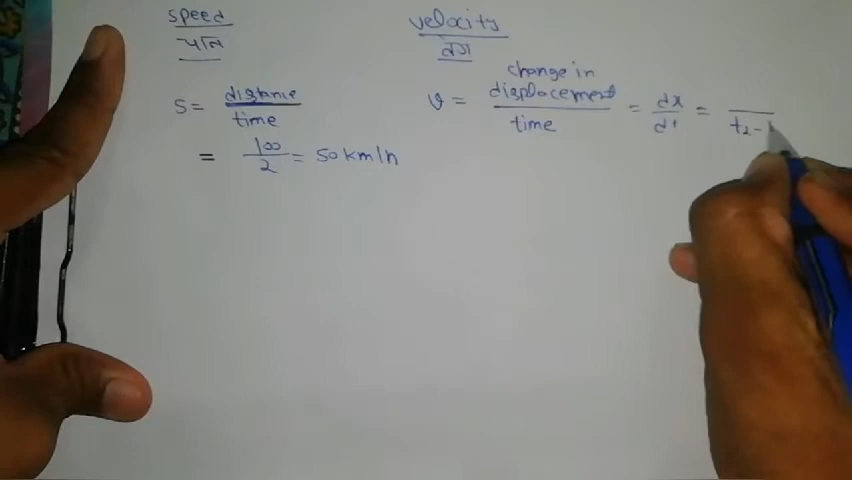 speed
velocity
change in
S = distance / time
v = displacement / time = dx / dt = / t₂ -
= 100 / 2 = 50 km/h